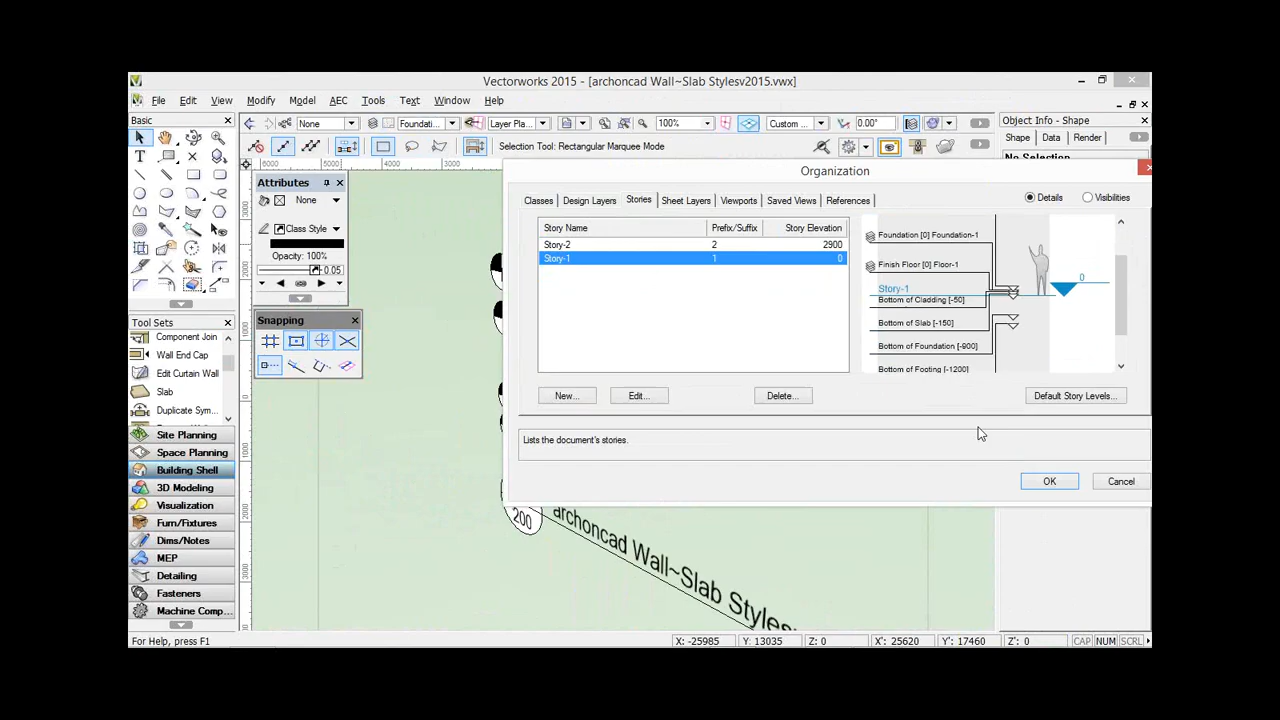 Vectorworks 2015 - [archoncad Wall~Slab Stylesv2015.vwx]
File Edit View Modify Model AEC Tools Text Window Help
Basic
None
Foundati...
Layer Pla...
100%
Custom ...
0.00°
Object Info - Shape
Shape Data Render
No Selection
Selection Tool: Rectangular Marquee Mode
6000 5000 4000 3000
Attributes
None
Class Style
Opacity: 100%
0.05
Snapping
Tool Sets
Component Join
Wall End Cap
Edit Curtain Wall
Slab
Duplicate Sym...
Site Planning
Space Planning
Building Shell
3D Modeling
Visualization
Furn/Fixtures
Dims/Notes
MEP
Detailing
Fasteners
Machine Comp...
Organization
Classes Design Layers Stories Sheet Layers Viewports Saved Views References
Details Visibilities
Story Name Prefix/Suffix Story Elevation
Story-2 2 2900
Story-1 1 0
Foundation [0] Foundation-1
Finish Floor [0] Floor-1
0
Story-1
Bottom of Cladding [-50]
Bottom of Slab [-150]
Bottom of Foundation [-900]
Bottom of Footing [-1200]
New... Edit... Delete... Default Story Levels...
Lists the document's stories.
OK Cancel
200
archoncad Wall~Slab Styles
For Help, press F1
X: -25985 Y: 13035 Z: 0 X': 25620 Y': 17460 Z': 0 CAP NUM SCRL